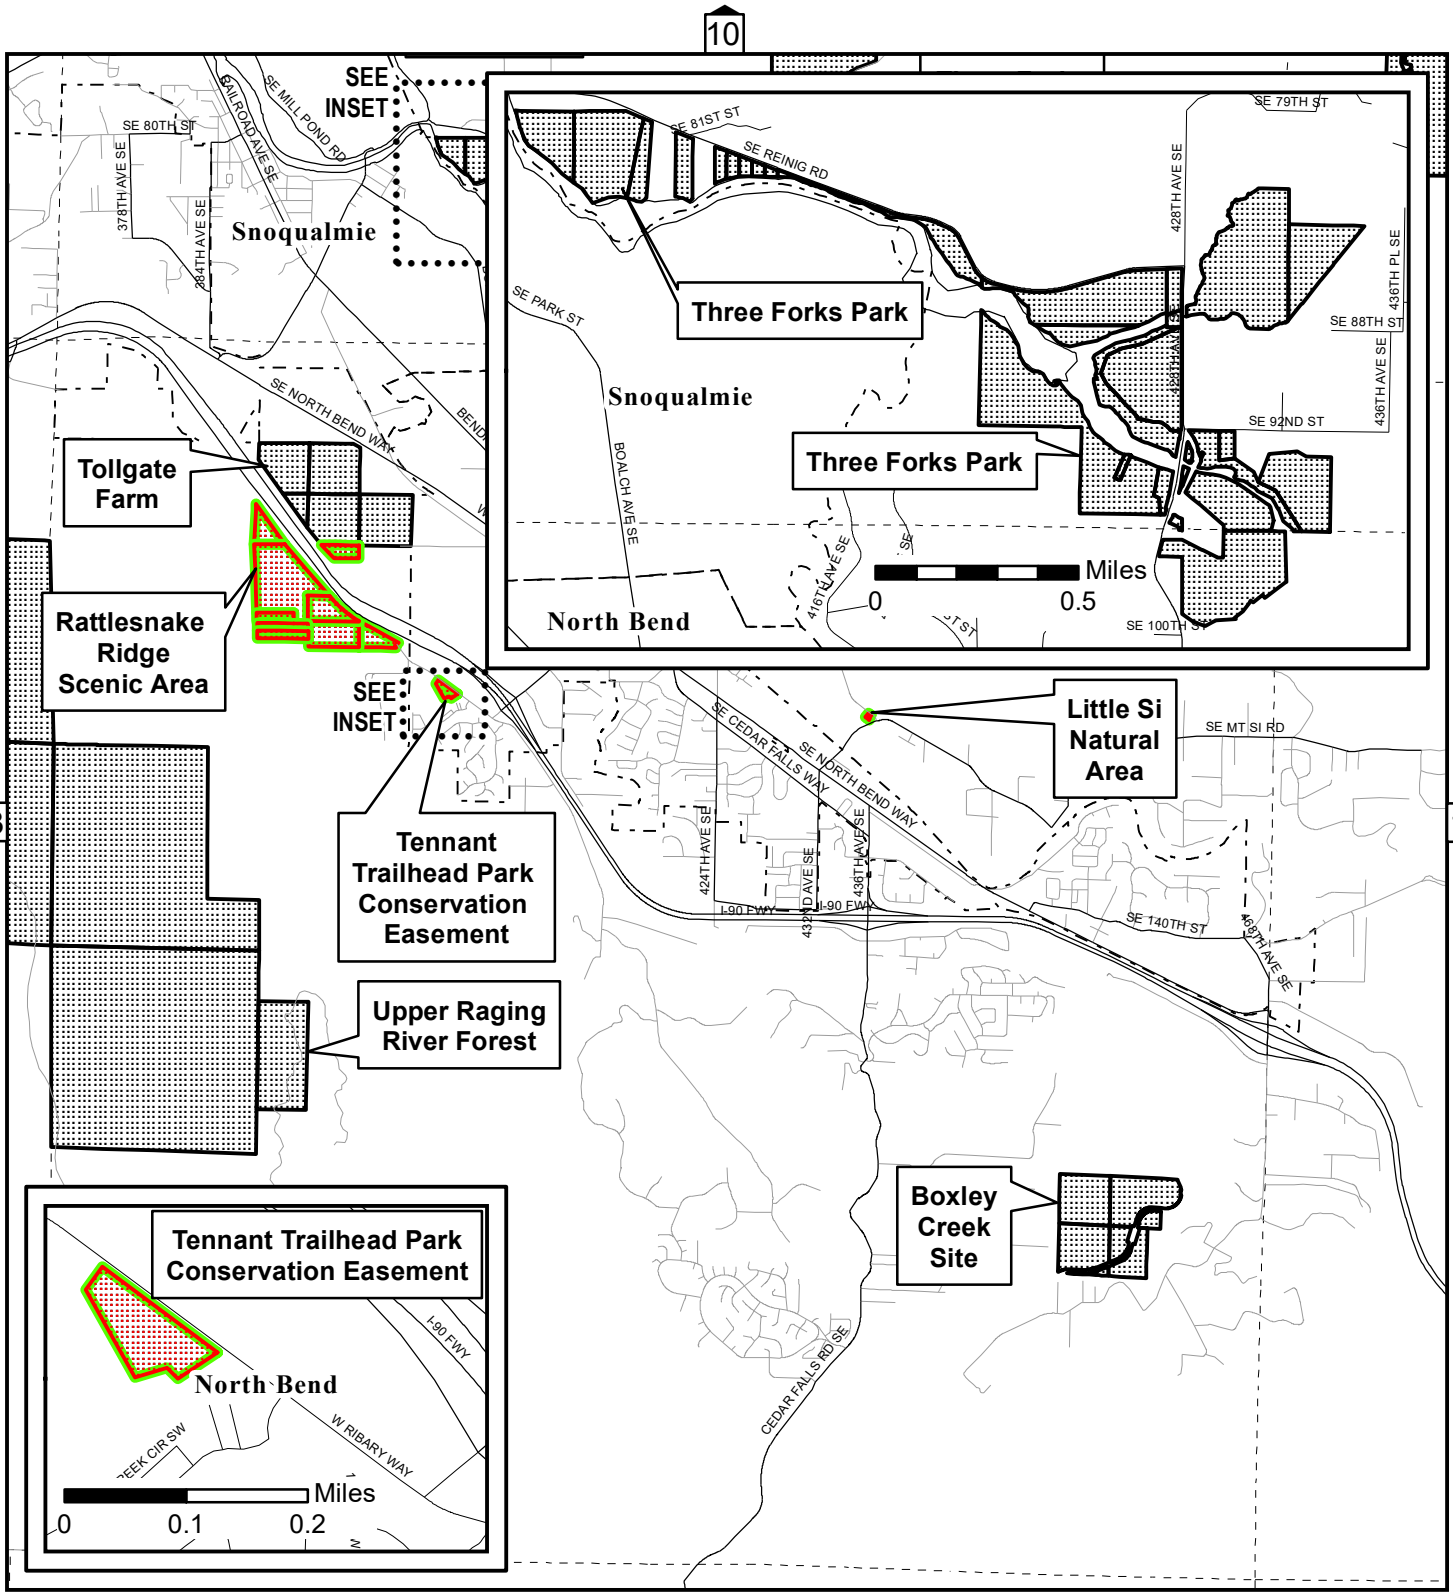 10
SEE
INSET
SE 80TH ST
RAILROAD AVE SE
SE MILL POND RD
378TH AVE SE
384TH AVE SE
Snoqualmie
SE NORTH BEND WAY
SE 79TH ST
SE 81ST ST
SE REINIG RD
428TH AVE SE
436TH PL SE
Three Forks Park
SE PARK ST
SE 88TH ST
428TH AVE SE
436TH AVE SE
Snoqualmie
SE 92ND ST
BOALCH AVE SE
Three Forks Park
416TH AVE SE
SE
Miles
0
0.5
North Bend
SE 100TH ST
Tollgate
Farm
Rattlesnake
Ridge
Scenic Area
SEE
INSET
Little Si
Natural
Area
SE MT SI RD
SE CEDAR FALLS WAY
SE NORTH BEND WAY
Tennant
Trailhead Park
Conservation
Easement
424TH AVE SE
432ND AVE SE
436TH AVE SE
I-90 FWY
I-90 FWY
SE 140TH ST
468TH AVE SE
Upper Raging
River Forest
Boxley
Creek
Site
CEDAR FALLS RD SE
Tennant Trailhead Park
Conservation Easement
I-90 FWY
North Bend
W RIBARY WAY
REEK CIR SW
Miles
0
0.1
0.2